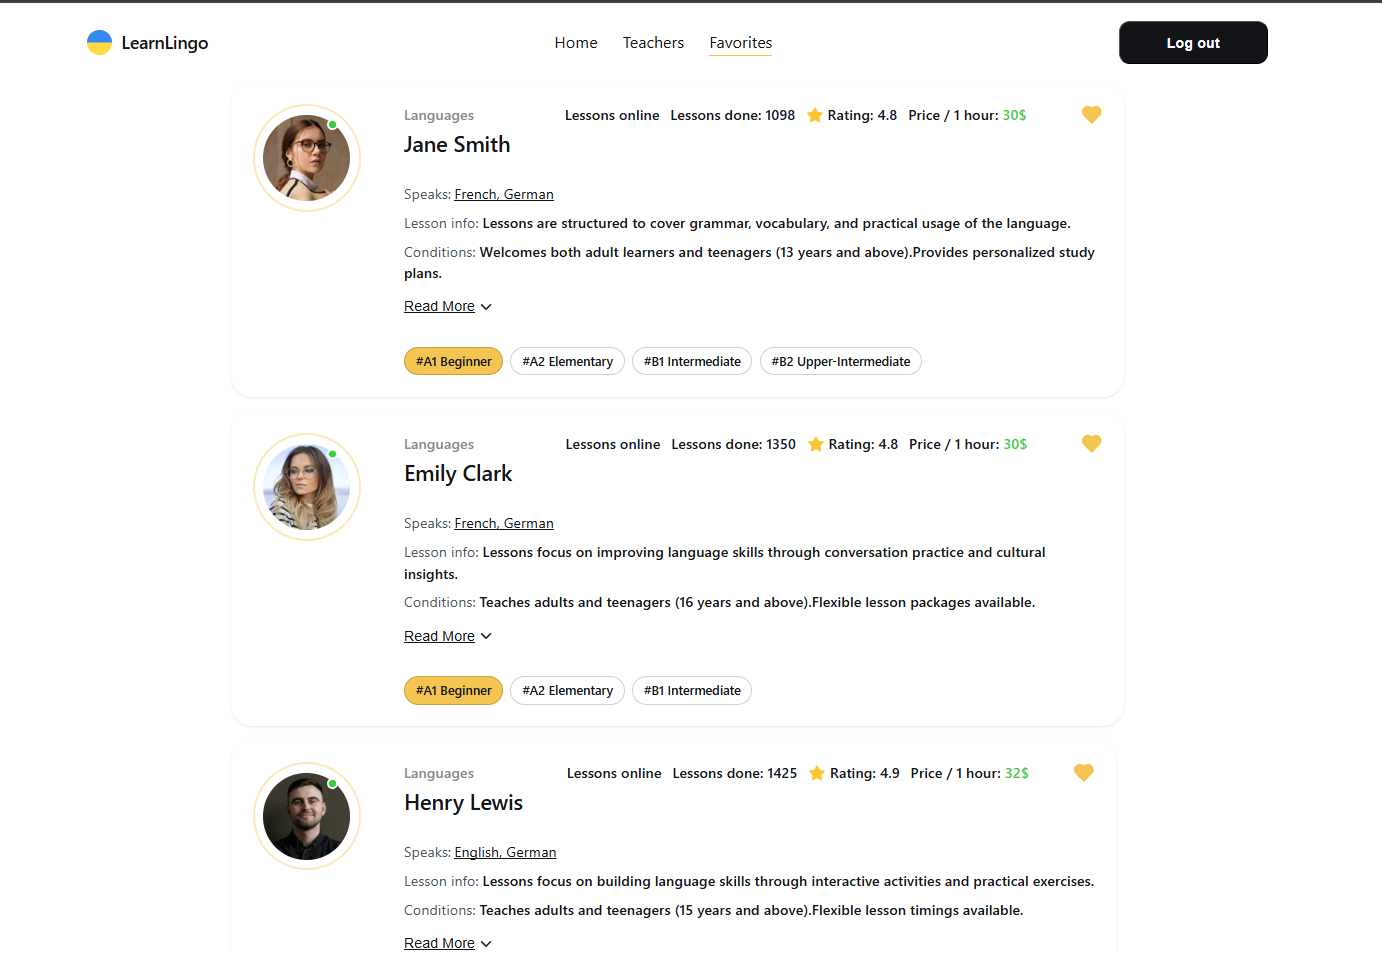 LearnLingo
Home Teachers Favorites
Log out
Languages
Lessons online Lessons done: 1098 Rating: 4.8 Price / 1 hour: 30$
Jane Smith
Speaks: French, German
Lesson info: Lessons are structured to cover grammar, vocabulary, and practical usage of the language.
Conditions: Welcomes both adult learners and teenagers (13 years and above).Provides personalized study
plans.
Read More
#A1 Beginner #A2 Elementary #B1 Intermediate #B2 Upper-Intermediate
Languages
Lessons online Lessons done: 1350 Rating: 4.8 Price / 1 hour: 30$
Emily Clark
Speaks: French, German
Lesson info: Lessons focus on improving language skills through conversation practice and cultural
insights.
Conditions: Teaches adults and teenagers (16 years and above).Flexible lesson packages available.
Read More
#A1 Beginner #A2 Elementary #B1 Intermediate
Languages
Lessons online Lessons done: 1425 Rating: 4.9 Price / 1 hour: 32$
Henry Lewis
Speaks: English, German
Lesson info: Lessons focus on building language skills through interactive activities and practical exercises.
Conditions: Teaches adults and teenagers (15 years and above).Flexible lesson timings available.
Read More